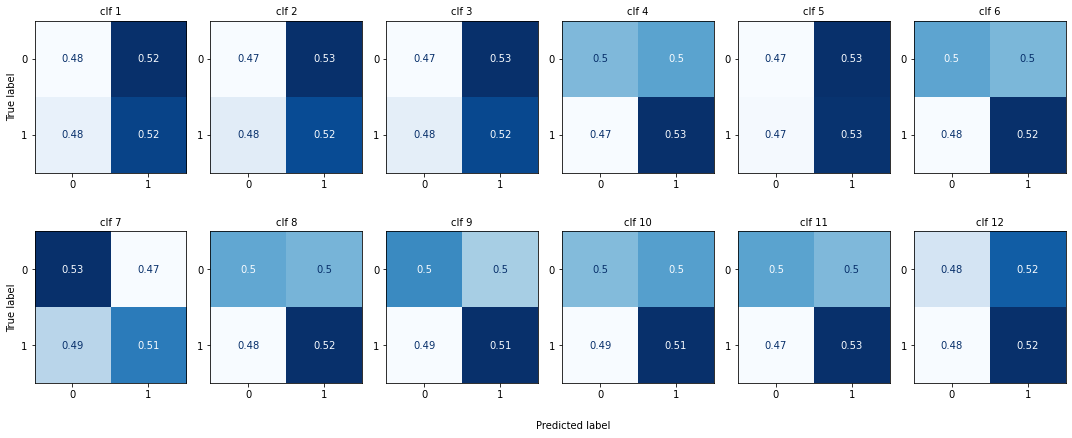 clf 1 clf 2 clf 3 clf 4 clf 5 clf 6
True label
0 0.48 0.52 0 0.47 0.53 0 0.47 0.53 0 0.5 0.5 0 0.47 0.53 0 0.5 0.5
1 0.48 0.52 1 0.48 0.52 1 0.48 0.52 1 0.47 0.53 1 0.47 0.53 1 0.48 0.52
0 1 0 1 0 1 0 1 0 1 0 1
clf 7 clf 8 clf 9 clf 10 clf 11 clf 12
True label
0 0.53 0.47 0 0.5 0.5 0 0.5 0.5 0 0.5 0.5 0 0.5 0.5 0 0.48 0.52
1 0.49 0.51 1 0.48 0.52 1 0.49 0.51 1 0.49 0.51 1 0.47 0.53 1 0.48 0.52
0 1 0 1 0 1 0 1 0 1 0 1
Predicted label